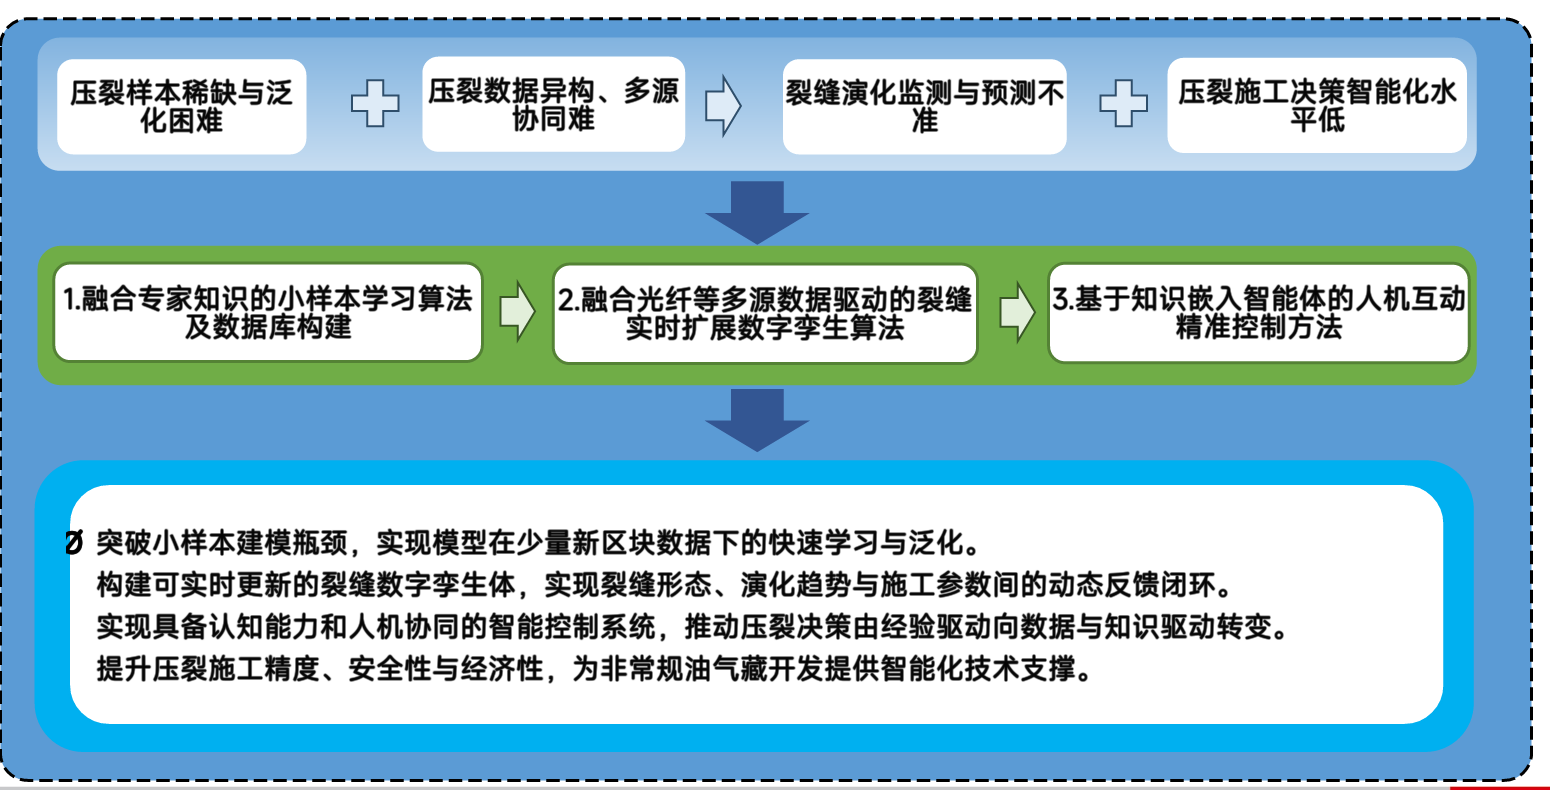 压裂样本稀缺与泛
化困难
压裂数据异构、多源
协同难
裂缝演化监测与预测不
准
压裂施工决策智能化水
平低
1.融合专家知识的小样本学习算法
及数据库构建
2.融合光纤等多源数据驱动的裂缝
实时扩展数字孪生算法
3.基于知识嵌入智能体的人机互动
精准控制方法
Ø 突破小样本建模瓶颈，实现模型在少量新区块数据下的快速学习与泛化。
构建可实时更新的裂缝数字孪生体，实现裂缝形态、演化趋势与施工参数间的动态反馈闭环。
实现具备认知能力和人机协同的智能控制系统，推动压裂决策由经验驱动向数据与知识驱动转变。
提升压裂施工精度、安全性与经济性，为非常规油气藏开发提供智能化技术支撑。